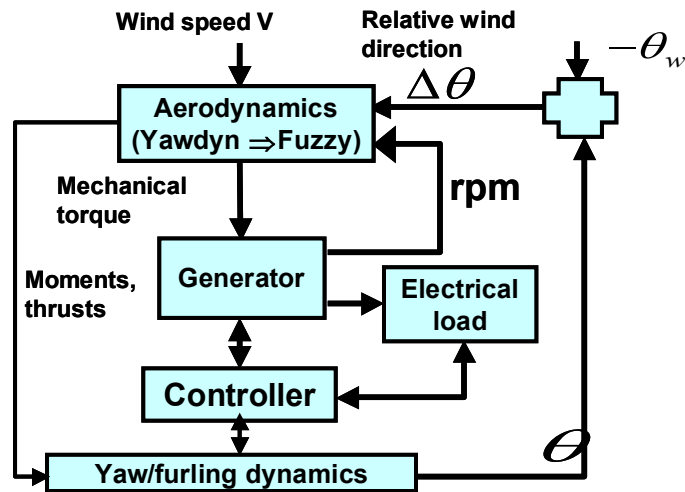 Wind speed V
Relative wind
direction
−θw
Δθ
Aerodynamics
(Yawdyn ⇒Fuzzy)
Mechanical
torque
rpm
Generator
Moments,
thrusts
Electrical
load
Controller
θ
Yaw/furling dynamics